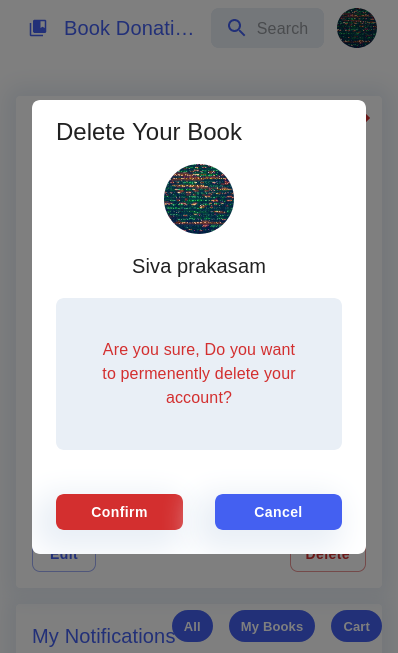 Book Donati...
Search
Delete Your Book
Siva prakasam
Are you sure, Do you want
to permenently delete your
account?
Confirm
Cancel
Edit
Delete
All
My Books
Cart
My Notifications